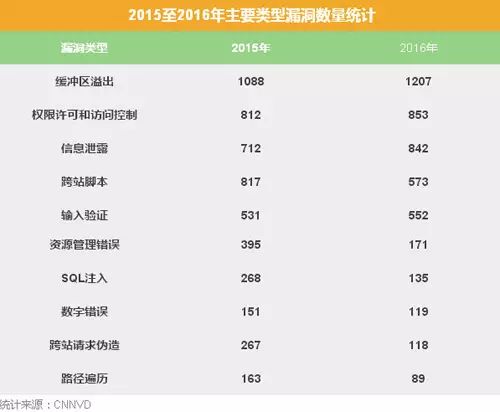 2015至2016年主要类型漏洞数量统计
漏洞类型 2015年 2016年
缓冲区溢出 1088 1207
权限许可和访问控制 812 853
信息泄露 712 842
跨站脚本 817 573
输入验证 531 552
资源管理错误 395 171
SQL注入 268 135
数字错误 151 119
跨站请求伪造 267 118
路径遍历 163 89
统计来源：CNNVD